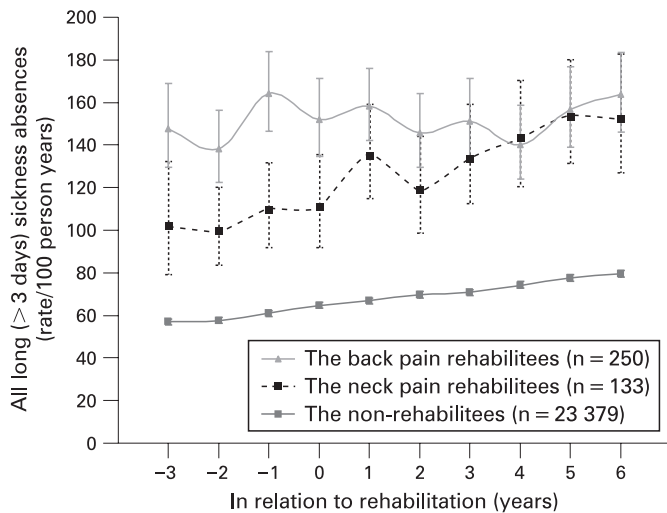 All long (> 3 days) sickness absences
(rate/100 person years)
200
180
160
140
120
100
80
60
40
20
0
The back pain rehabilitees (n = 250)
The neck pain rehabilitees (n = 133)
The non-rehabilitees (n = 23 379)
−3 −2 −1 0 1 2 3 4 5 6
In relation to rehabilitation (years)